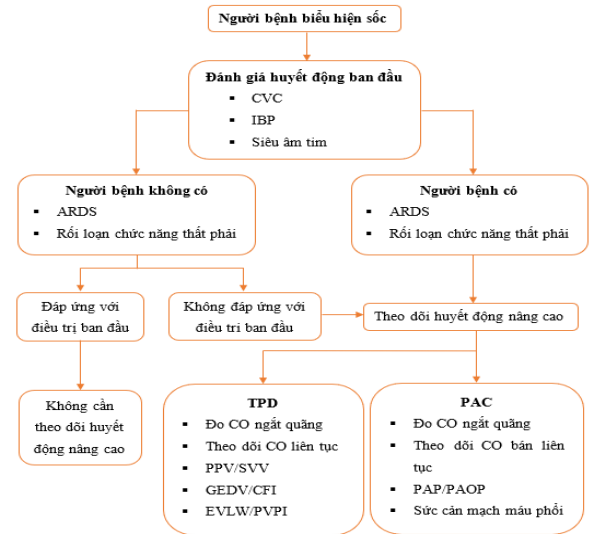 Người bệnh biểu hiện sốc
Đánh giá huyết động ban đầu
▪ CVC
▪ IBP
▪ Siêu âm tim
Người bệnh không có
▪ ARDS
▪ Rối loạn chức năng thất phải
Người bệnh có
▪ ARDS
▪ Rối loạn chức năng thất phải
Đáp ứng với
điều trị ban đầu
Không đáp ứng với
điều trị ban đầu
Theo dõi huyết động nâng cao
Không cần
theo dõi huyết
động nâng cao
TPD
▪ Đo CO ngắt quãng
▪ Theo dõi CO liên tục
▪ PPV/SVV
▪ GEDV/CFI
▪ EVLW/PVPI
PAC
▪ Đo CO ngắt quãng
▪ Theo dõi CO bán liên
tục
▪ PAP/PAOP
▪ Sức cản mạch máu phổi